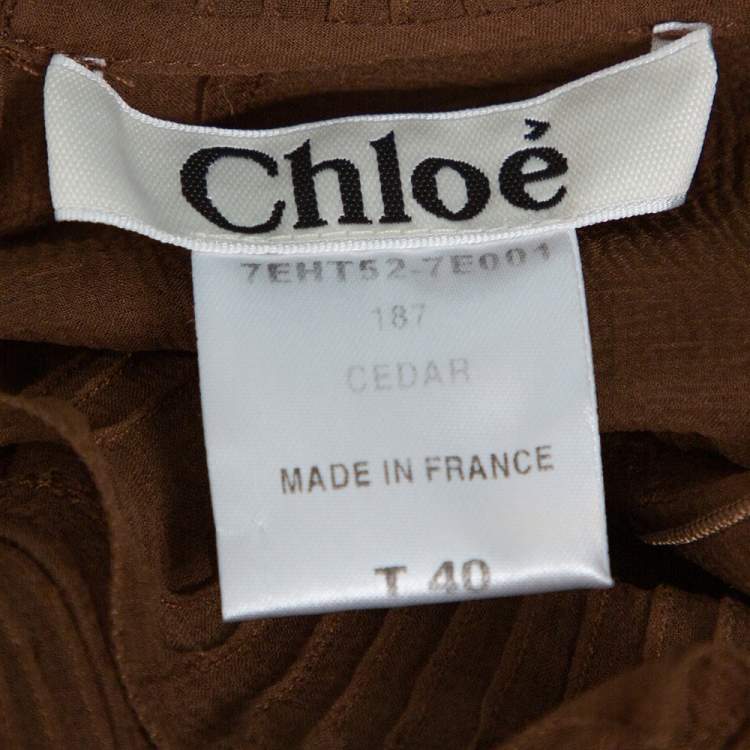 Chloé
7EHT52-7E001
187
CEDAR
MADE IN FRANCE
T 40